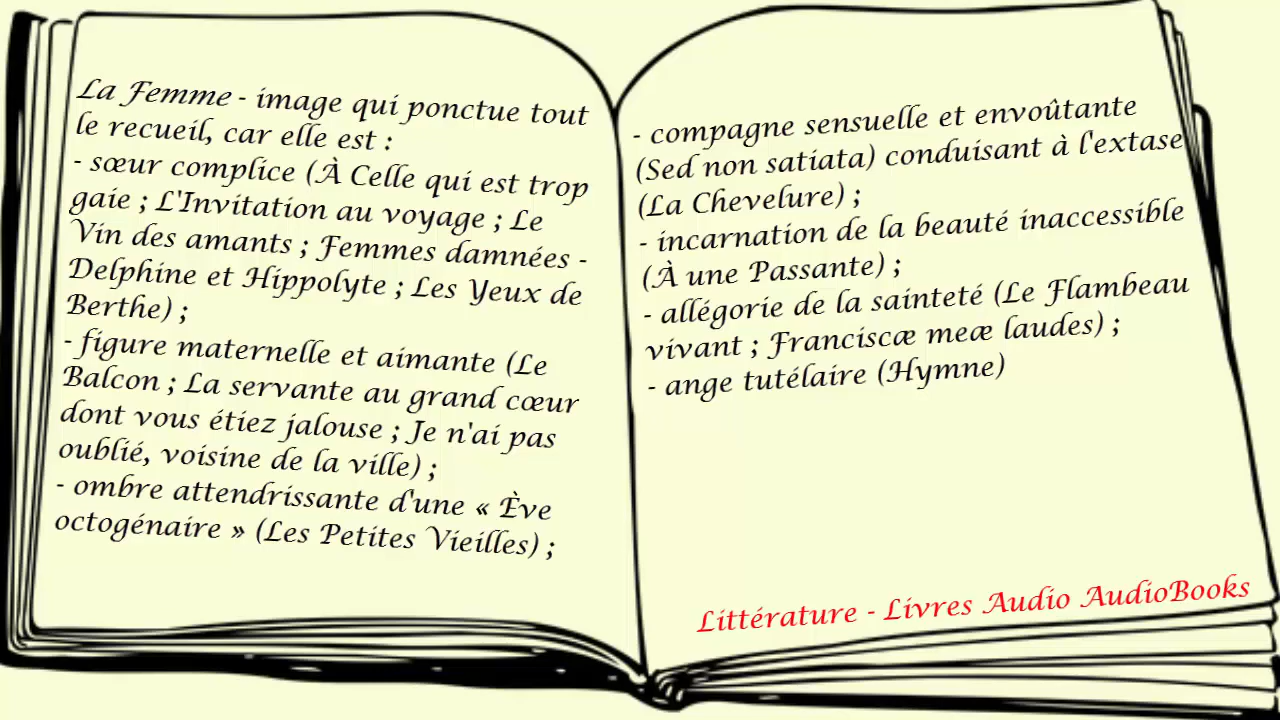 La Femme - image qui ponctue tout
le recueil, car elle est :
- sœur complice (À Celle qui est trop
gaie ; L'Invitation au voyage ; Le
Vin des amants ; Femmes damnées -
Delphine et Hippolyte ; Les Yeux de
Berthe) ;
- figure maternelle et aimante (Le
Balcon ; La servante au grand cœur
dont vous étiez jalouse ; Je n'ai pas
oublié, voisine de la ville) ;
- ombre attendrissante d'une « Ève
octogénaire » (Les Petites Vieilles) ;
- compagne sensuelle et envoûtante
(Sed non satiata) conduisant à l'extase
(La Chevelure) ;
- incarnation de la beauté inaccessible
(À une Passante) ;
- allégorie de la sainteté (Le Flambeau
vivant ; Franciscæ meæ laudes) ;
- ange tutélaire (Hymne)
Littérature - Livres Audio AudioBooks